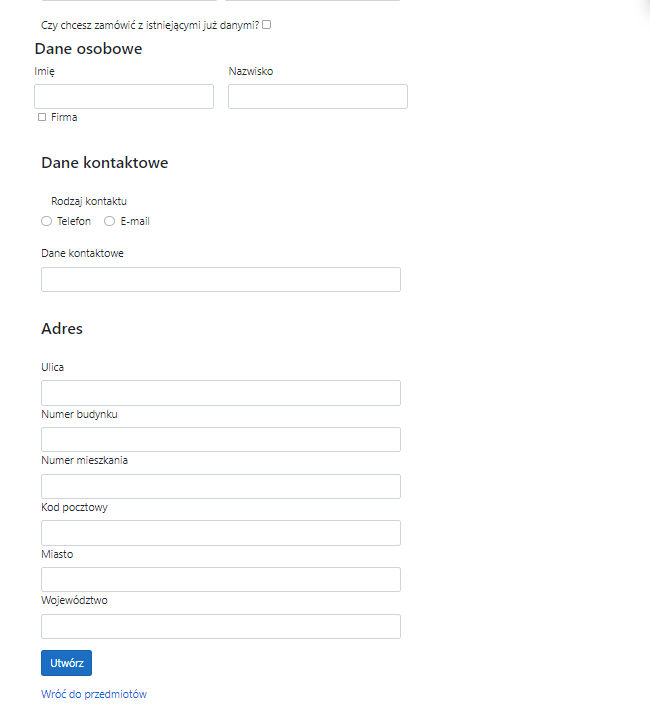 Czy chcesz zamówić z istniejącymi już danymi?
Dane osobowe
Imię Nazwisko
Firma
Dane kontaktowe
Rodzaj kontaktu
Telefon E-mail
Dane kontaktowe
Adres
Ulica
Numer budynku
Numer mieszkania
Kod pocztowy
Miasto
Województwo
Utwórz
Wróć do przedmiotów